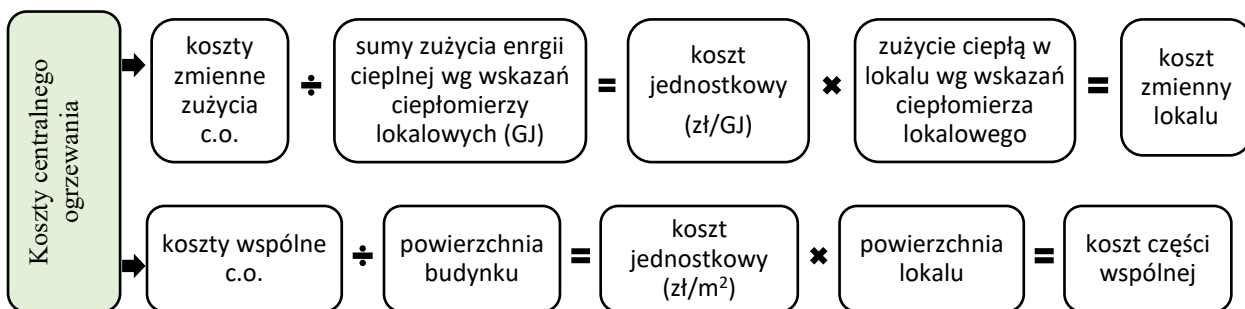 Koszty centralnego
ogrzewania
koszty
zmienne
zużycia
c.o.
÷
sumy zużycia enrgii
cieplnej wg wskazań
ciepłomierzy
lokalowych (GJ)
=
koszt
jednostkowy
(zł/GJ)
×
zużycie ciepłą w
lokalu wg wskazań
ciepłomierza
lokalowego
=
koszt
zmienny
lokalu
koszty wspólne
c.o.
÷
powierzchnia
budynku
=
koszt
jednostkowy
(zł/m²)
×
powierzchnia
lokalu
=
koszt części
wspólnej